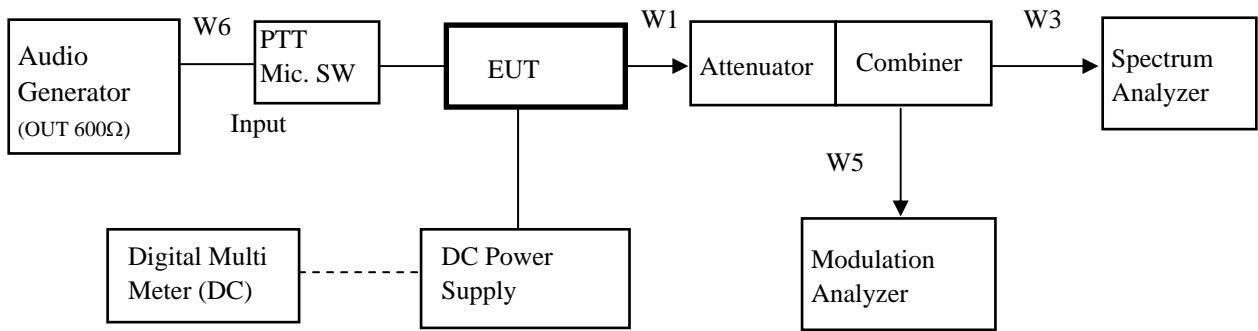 W6
Audio
Generator
(OUT 600Ω)
PTT
Mic. SW
Input
EUT
W1
Attenuator
Combiner
W3
Spectrum
Analyzer
W5
Digital Multi
Meter (DC)
DC Power
Supply
Modulation
Analyzer